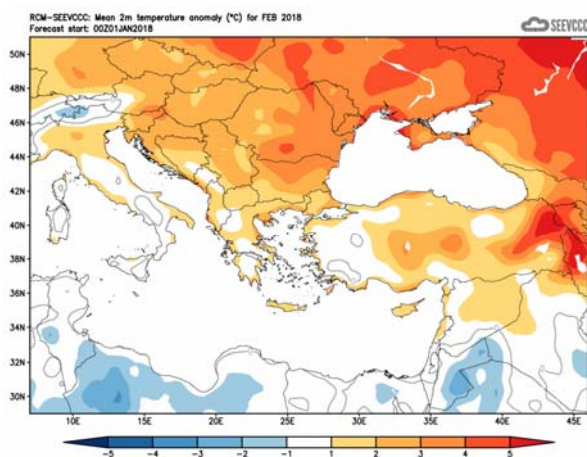 RCM-SEEVCCC: Mean 2m temperature anomaly (°C) for FEB 2018
Forecast start: 00Z01JAN2018
SEEVCCC
50N
48N
46N
44N
42N
40N
38N
36N
34N
32N
30N
10E 15E 20E 25E 30E 35E 40E 45E
-5 -4 -3 -2 -1 1 2 3 4 5